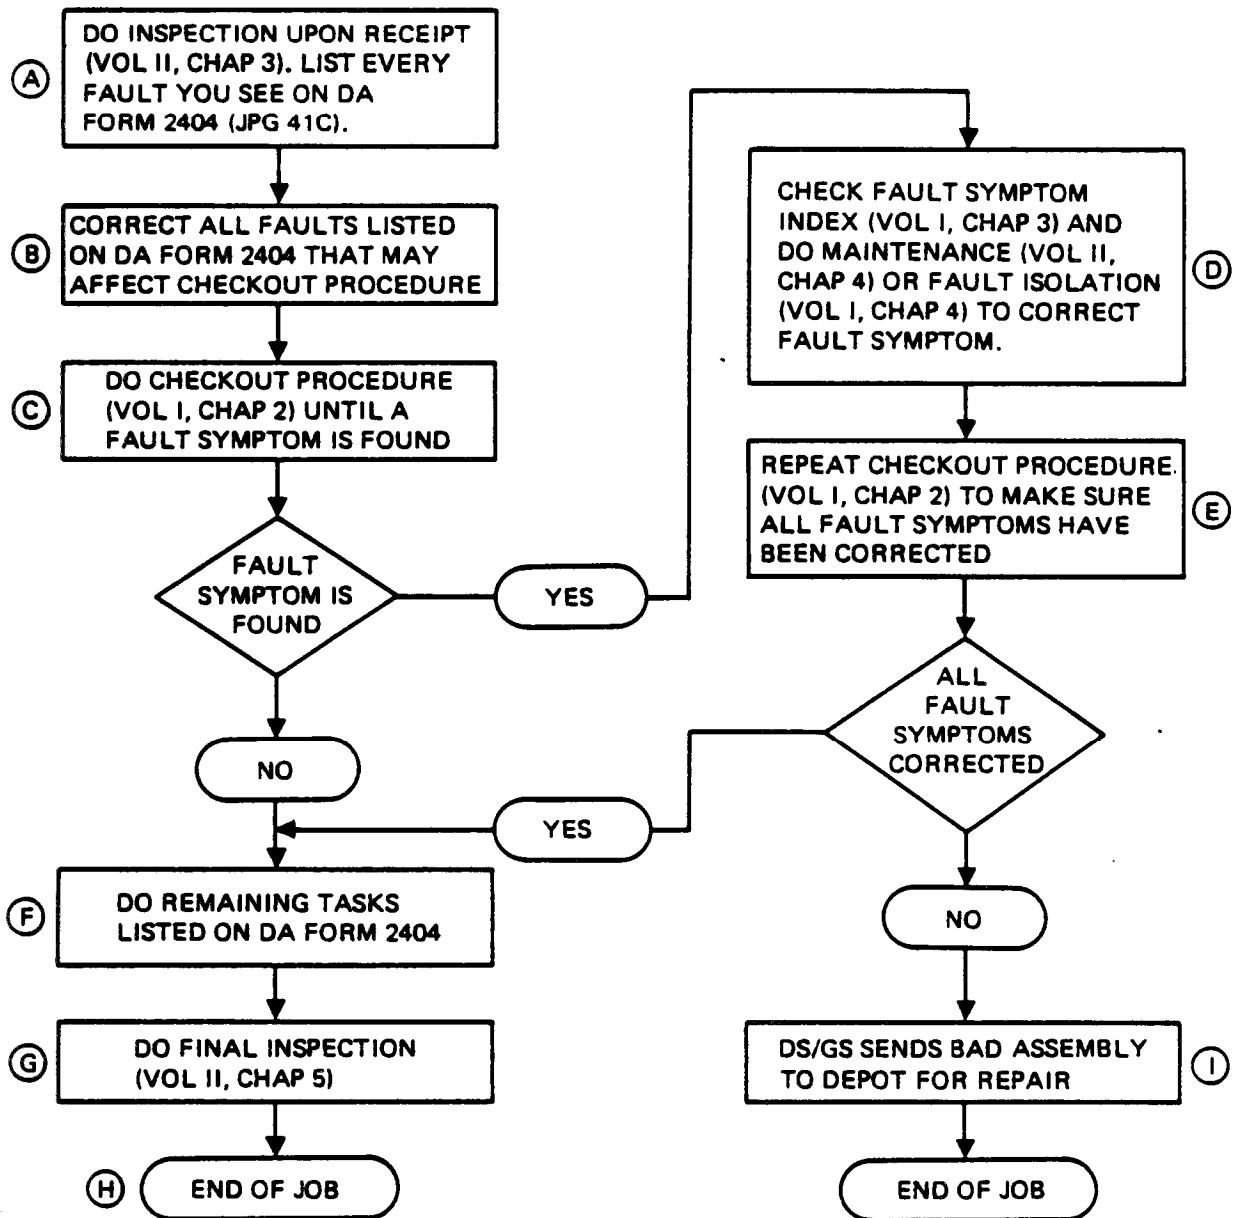 A
DO INSPECTION UPON RECEIPT
(VOL II, CHAP 3). LIST EVERY
FAULT YOU SEE ON DA
FORM 2404 (JPG 41C).
B
CORRECT ALL FAULTS LISTED
ON DA FORM 2404 THAT MAY
AFFECT CHECKOUT PROCEDURE
C
DO CHECKOUT PROCEDURE
(VOL I, CHAP 2) UNTIL A
FAULT SYMPTOM IS FOUND
FAULT
SYMPTOM IS
FOUND
YES
NO
CHECK FAULT SYMPTOM
INDEX (VOL I, CHAP 3) AND
DO MAINTENANCE (VOL II,
CHAP 4) OR FAULT ISOLATION
(VOL I, CHAP 4) TO CORRECT
FAULT SYMPTOM.
D
REPEAT CHECKOUT PROCEDURE
(VOL I, CHAP 2) TO MAKE SURE
ALL FAULT SYMPTOMS HAVE
BEEN CORRECTED
E
ALL
FAULT
SYMPTOMS
CORRECTED
YES
NO
F
DO REMAINING TASKS
LISTED ON DA FORM 2404
G
DO FINAL INSPECTION
(VOL II, CHAP 5)
H
END OF JOB
DS/GS SENDS BAD ASSEMBLY
TO DEPOT FOR REPAIR
I
END OF JOB